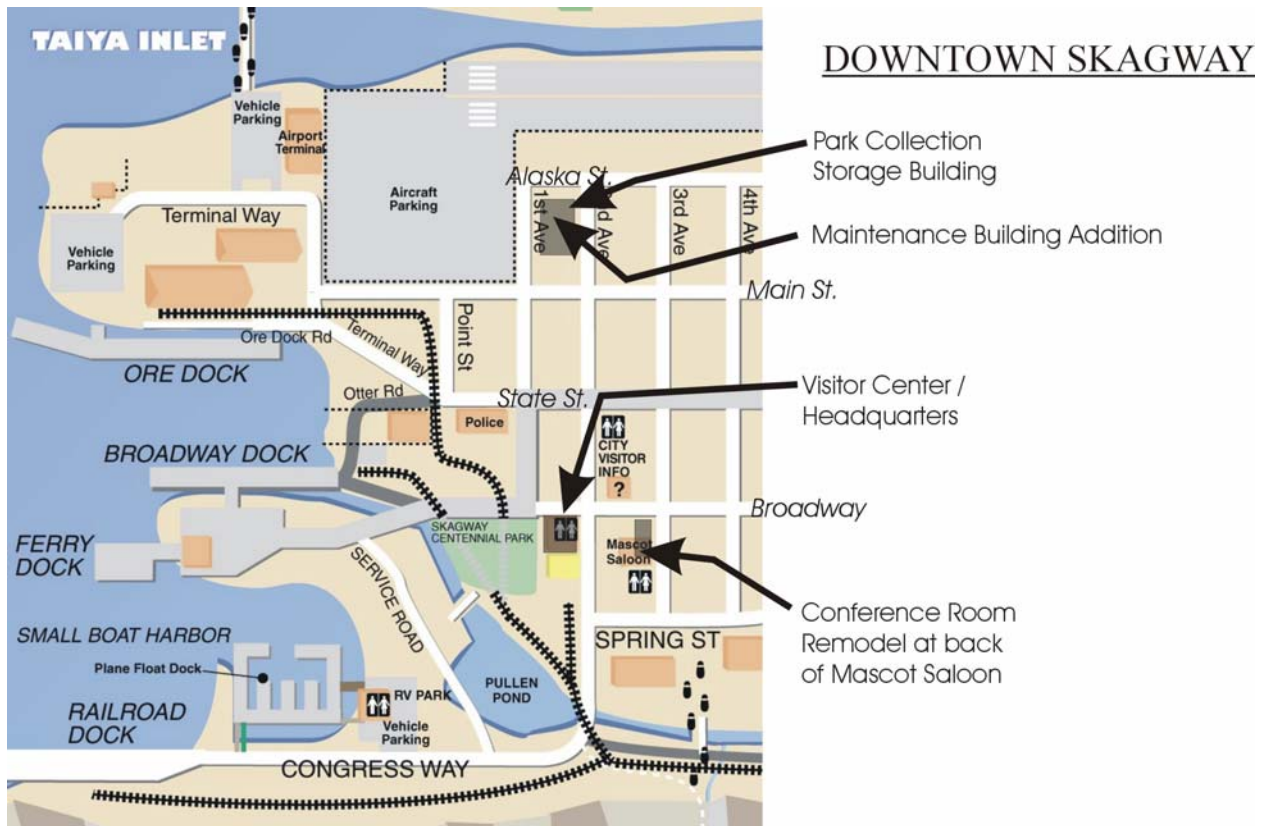 TAIYA INLET
DOWNTOWN SKAGWAY
Vehicle
Parking
Airport
Terminal
Park Collection
Storage Building
Alaska St.
Aircraft
Parking
1st Ave
2nd Ave
3rd Ave
4th Ave
Terminal Way
Vehicle
Parking
Maintenance Building Addition
Main St.
Point St
Ore Dock Rd
Terminal Way
ORE DOCK
Otter Rd
State St.
Visitor Center /
Headquarters
Police
CITY
VISITOR
INFO
?
BROADWAY DOCK
Broadway
SKAGWAY
CENTENNIAL PARK
FERRY
DOCK
Mascot
Saloon
SERVICE ROAD
Conference Room
Remodel at back
of Mascot Saloon
SMALL BOAT HARBOR
SPRING ST
Plane Float Dock
PULLEN
POND
RV PARK
RAILROAD
DOCK
Vehicle
Parking
CONGRESS WAY